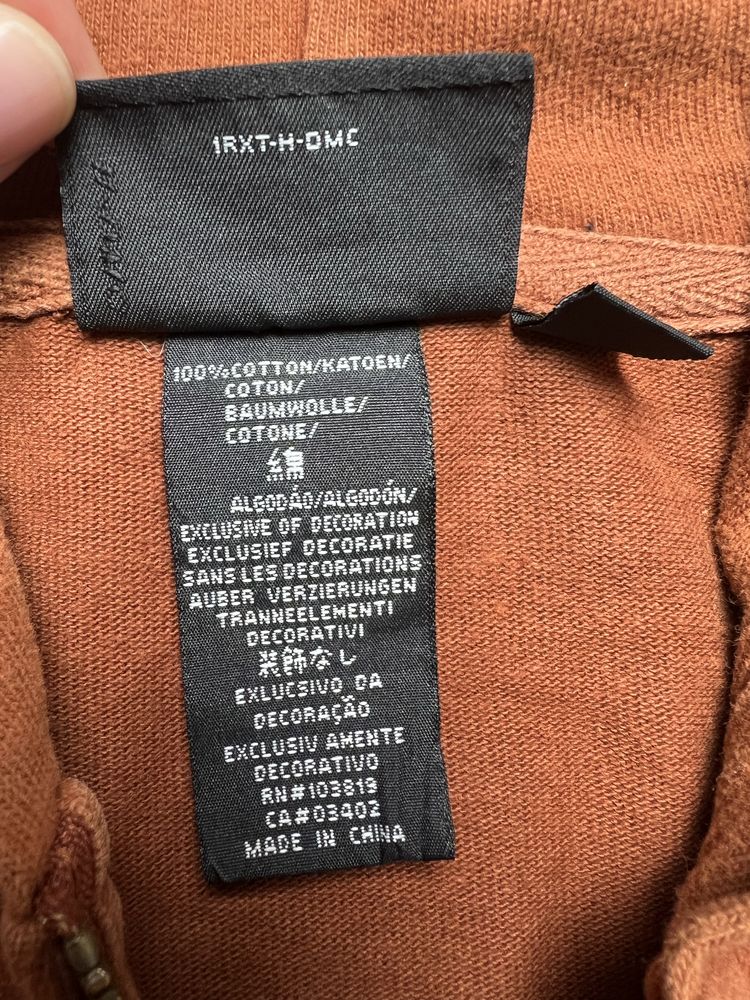 1RXT-H-DMC
100%COTTON/KATOEN/
COTON/
BAUMWOLLE/
COTONE/
綿
ALGODÃO/ALGODÓN/
EXCLUSIVE OF DECORATION
EXCLUSIEF DECORATIE
SANS LES DECORATIONS
AUBER VERZIERUNGEN
TRANNEELEMENTI
DECORATIVI
装飾なし
EXLUCSIVO DA
DECORAÇÃO
EXCLUSIV AMENTE
DECORATIVO
RN#103819
CA#03402
MADE IN CHINA